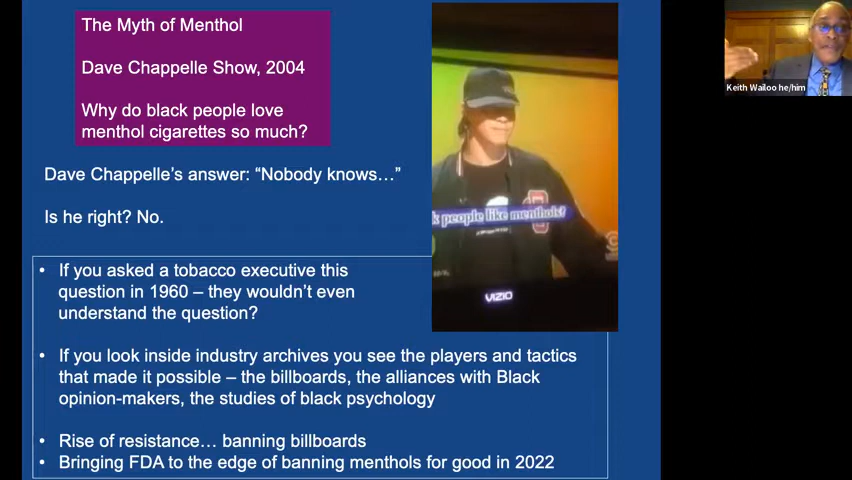 The Myth of Menthol
Dave Chappelle Show, 2004
Why do black people love
menthol cigarettes so much?
Dave Chappelle’s answer: “Nobody knows…”
Is he right? No.
• If you asked a tobacco executive this
question in 1960 – they wouldn’t even
understand the question?
• If you look inside industry archives you see the players and tactics
that made it possible – the billboards, the alliances with Black
opinion-makers, the studies of black psychology
• Rise of resistance… banning billboards
• Bringing FDA to the edge of banning menthols for good in 2022
k people like menthols?
VIZIO
Keith Wailoo he/him